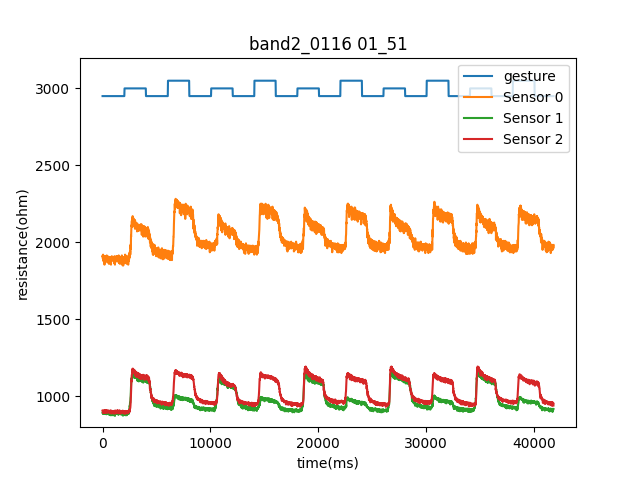 band2_0116 01_51
gesture
Sensor 0
Sensor 1
Sensor 2
3000
2500
2000
1500
1000
resistance(ohm)
0 10000 20000 30000 40000
time(ms)